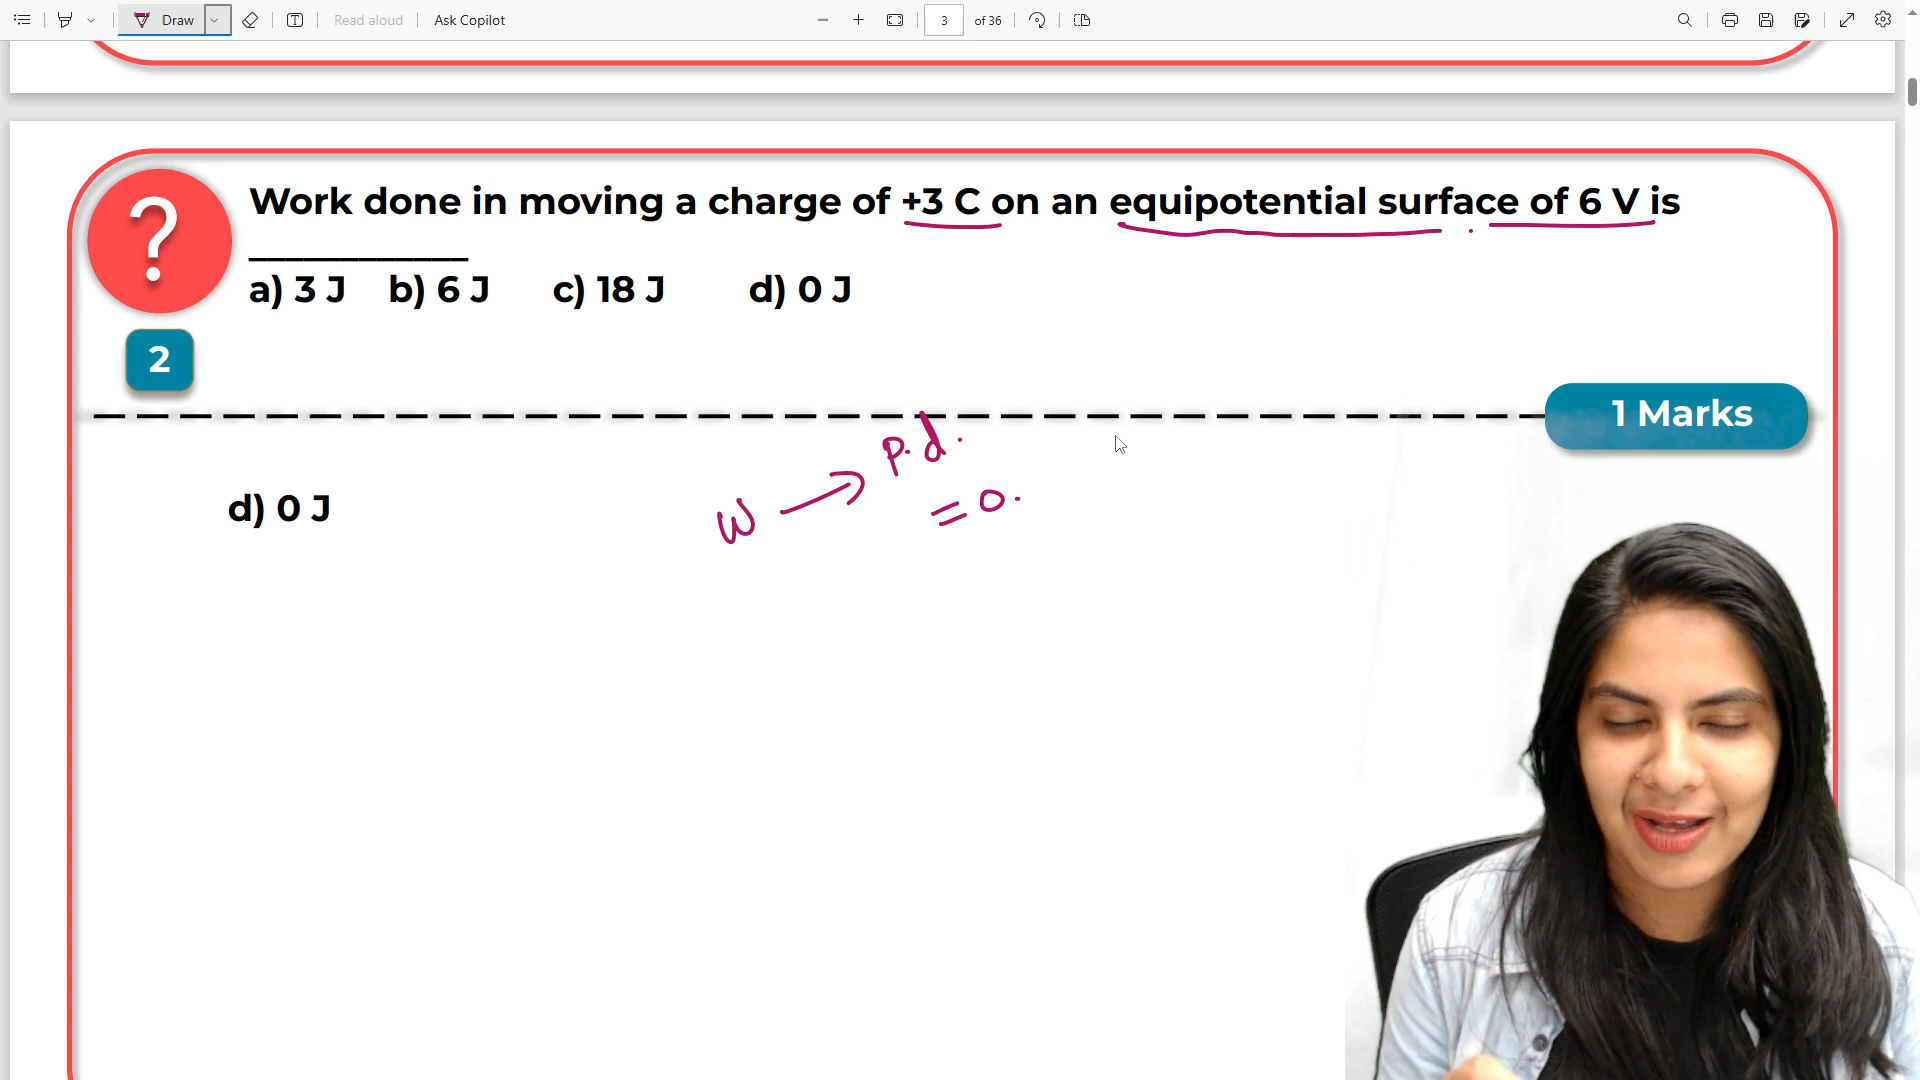 Draw
Read aloud
Ask Copilot
3 of 36
?
Work done in moving a charge of +3 C on an equipotential surface of 6 V is
____________
a) 3 J b) 6 J c) 18 J d) 0 J
2
1 Marks
P.d.
W → = 0.
d) 0 J